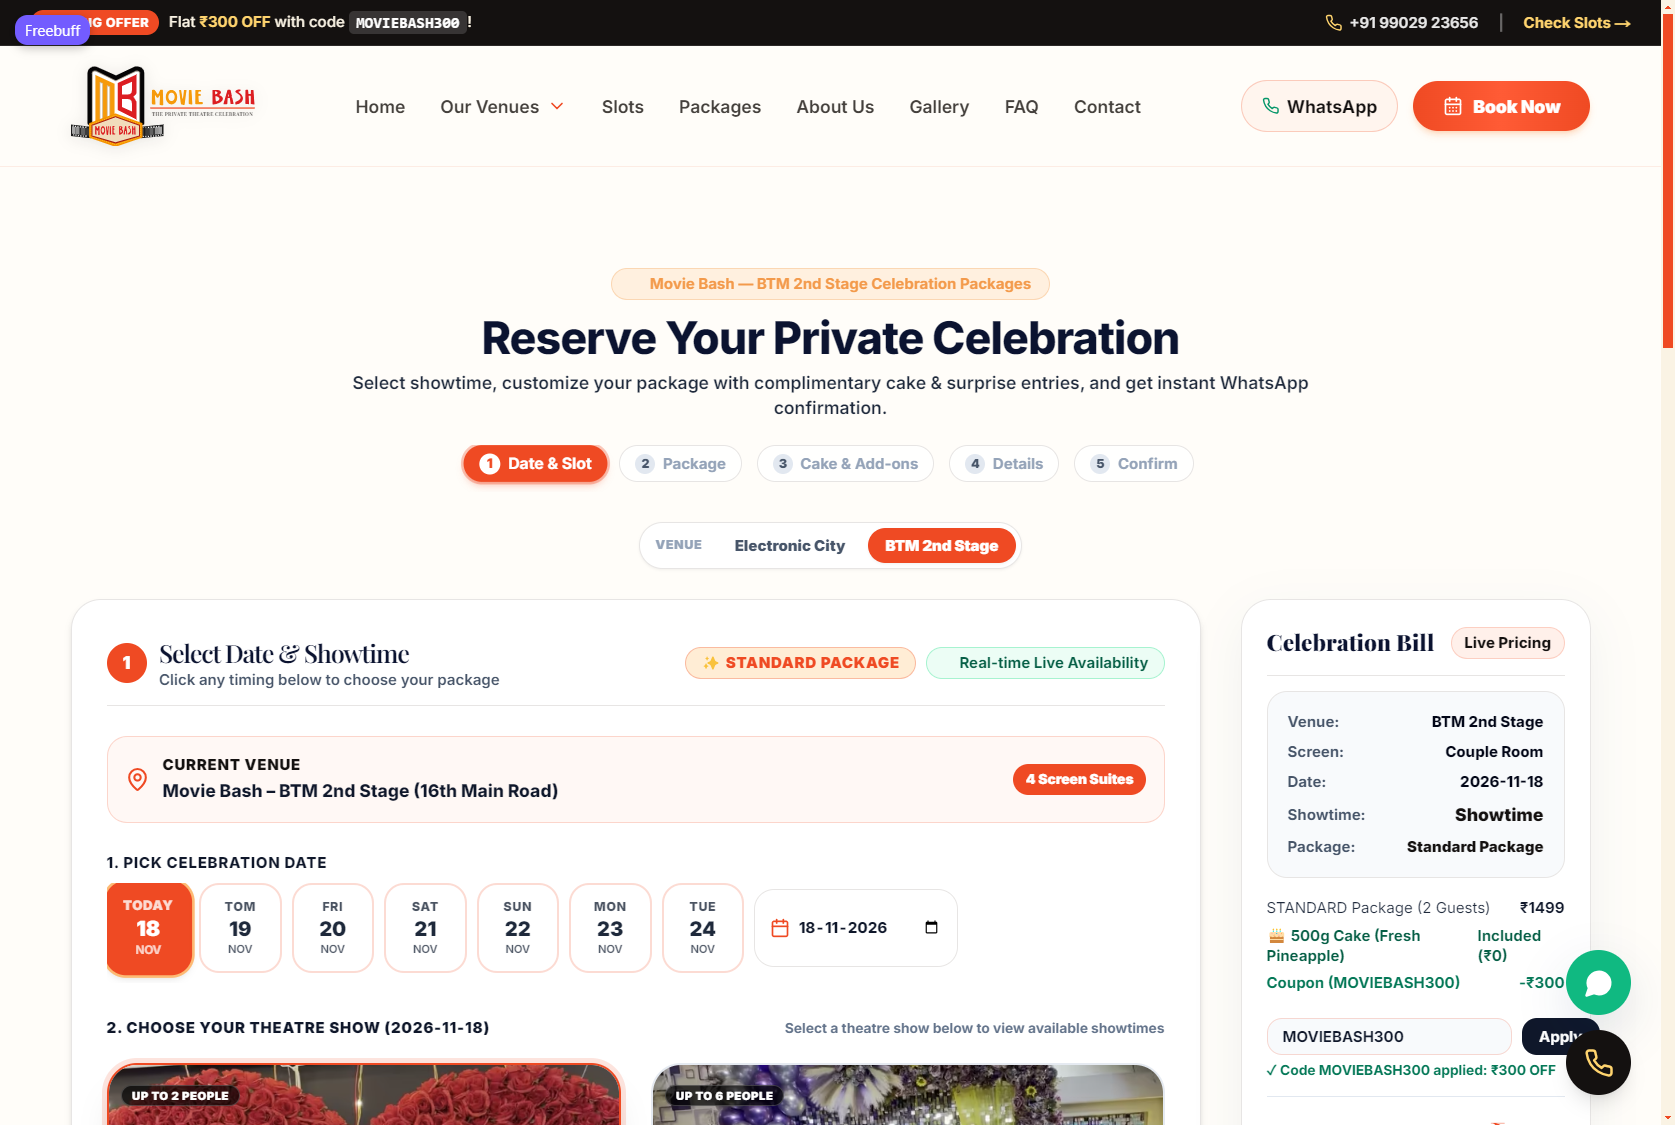 NG OFFER
Flat ₹300 OFF with code MOVIEBASH300!
+91 99029 23656
Check Slots →
Freebuff
MB
MOVIE BASH
MOVIE BASH
THE PRIVATE THEATRE CELEBRATION
Home
Our Venues
Slots
Packages
About Us
Gallery
FAQ
Contact
WhatsApp
Book Now
Movie Bash — BTM 2nd Stage Celebration Packages
Reserve Your Private Celebration
Select showtime, customize your package with complimentary cake & surprise entries, and get instant WhatsApp
confirmation.
1 Date & Slot
2 Package
3 Cake & Add-ons
4 Details
5 Confirm
VENUE
Electronic City
BTM 2nd Stage
1
Select Date & Showtime
Click any timing below to choose your package
✨ STANDARD PACKAGE
Real-time Live Availability
CURRENT VENUE
Movie Bash – BTM 2nd Stage (16th Main Road)
4 Screen Suites
1. PICK CELEBRATION DATE
TODAY
18
NOV
TOM
19
NOV
FRI
20
NOV
SAT
21
NOV
SUN
22
NOV
MON
23
NOV
TUE
24
NOV
18-11-2026
2. CHOOSE YOUR THEATRE SHOW (2026-11-18)
Select a theatre show below to view available showtimes
UP TO 2 PEOPLE
UP TO 6 PEOPLE
Celebration Bill
Live Pricing
Venue: BTM 2nd Stage
Screen: Couple Room
Date: 2026-11-18
Showtime: Showtime
Package: Standard Package
STANDARD Package (2 Guests) ₹1499
🎂 500g Cake (Fresh Pineapple) Included (₹0)
Coupon (MOVIEBASH300) -₹300
MOVIEBASH300
Apply
✓ Code MOVIEBASH300 applied: ₹300 OFF